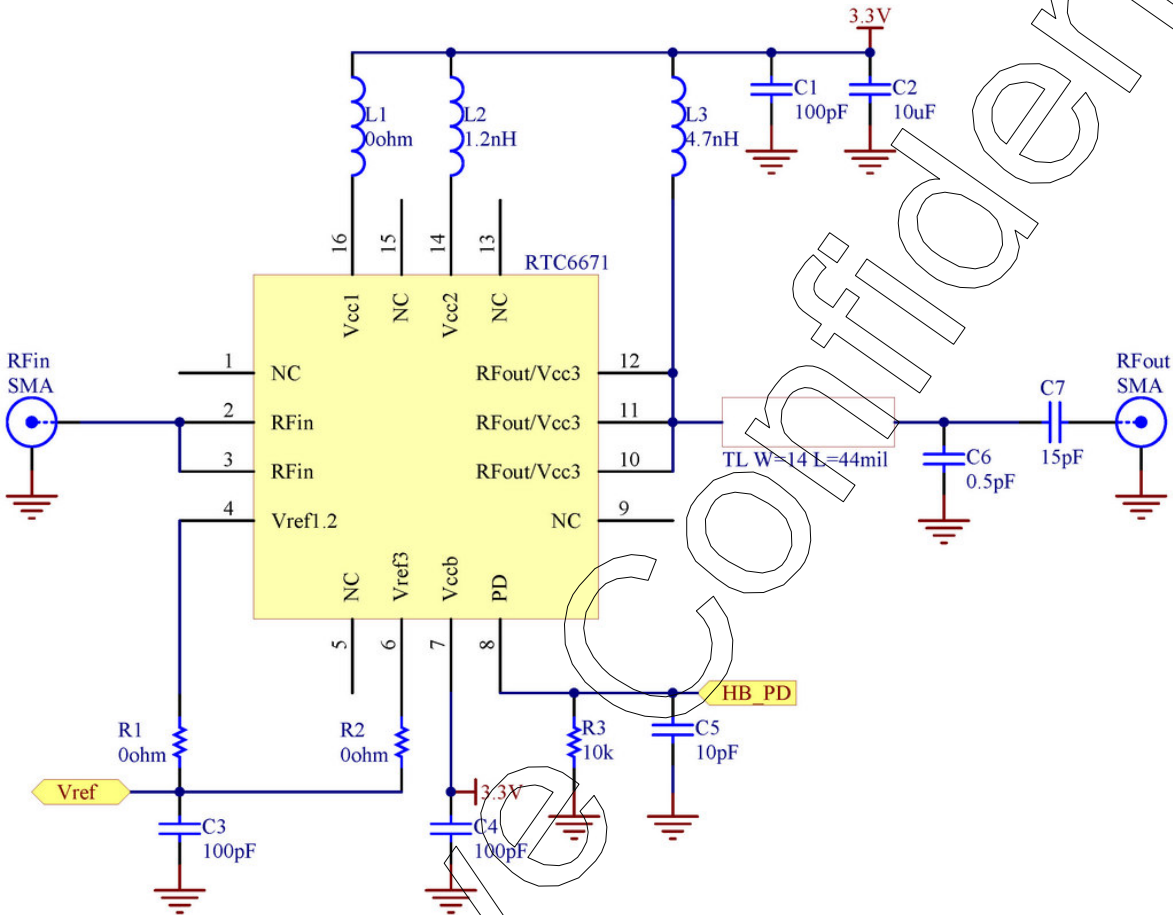 3.3V
L1
0ohm
L2
1.2nH
L3
4.7nH
C1
100pF
C2
10uF
16
15
14
13
RTC6671
Vcc1
NC
Vcc2
NC
RFin
SMA
1
NC
RFout/Vcc3
12
2
RFin
RFout/Vcc3
11
3
RFin
RFout/Vcc3
10
4
Vref1.2
NC
9
TL W=14 L=44mil
C6
0.5pF
C7
15pF
RFout
SMA
NC
Vref3
Vccb
PD
5
6
7
8
HB_PD
R1
0ohm
R2
0ohm
R3
10k
C5
10pF
Vref
3.3V
C3
100pF
C4
100pF
Confiden